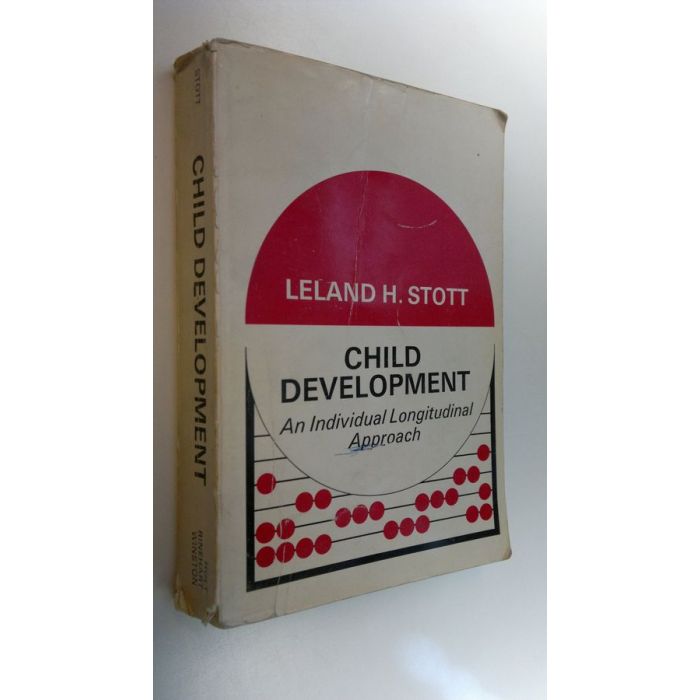 STOTT
CHILD DEVELOPMENT
HOLT
RINEHART
WINSTON
LELAND H. STOTT
CHILD
DEVELOPMENT
An Individual Longitudinal
Approach